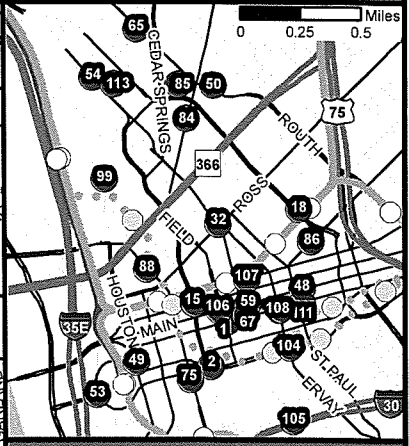 Miles
0 0.25 0.5
65
CEDAR SPRINGS
54
113
85
50
84
75
ROUTH
366
99
ROSS
32
18
FIELD
86
88
107
HOUSTON
48
15
106
59
108
111
MAIN
1
67
35E
49
2
104
ST. PAUL
75
53
ERVAY
105
30